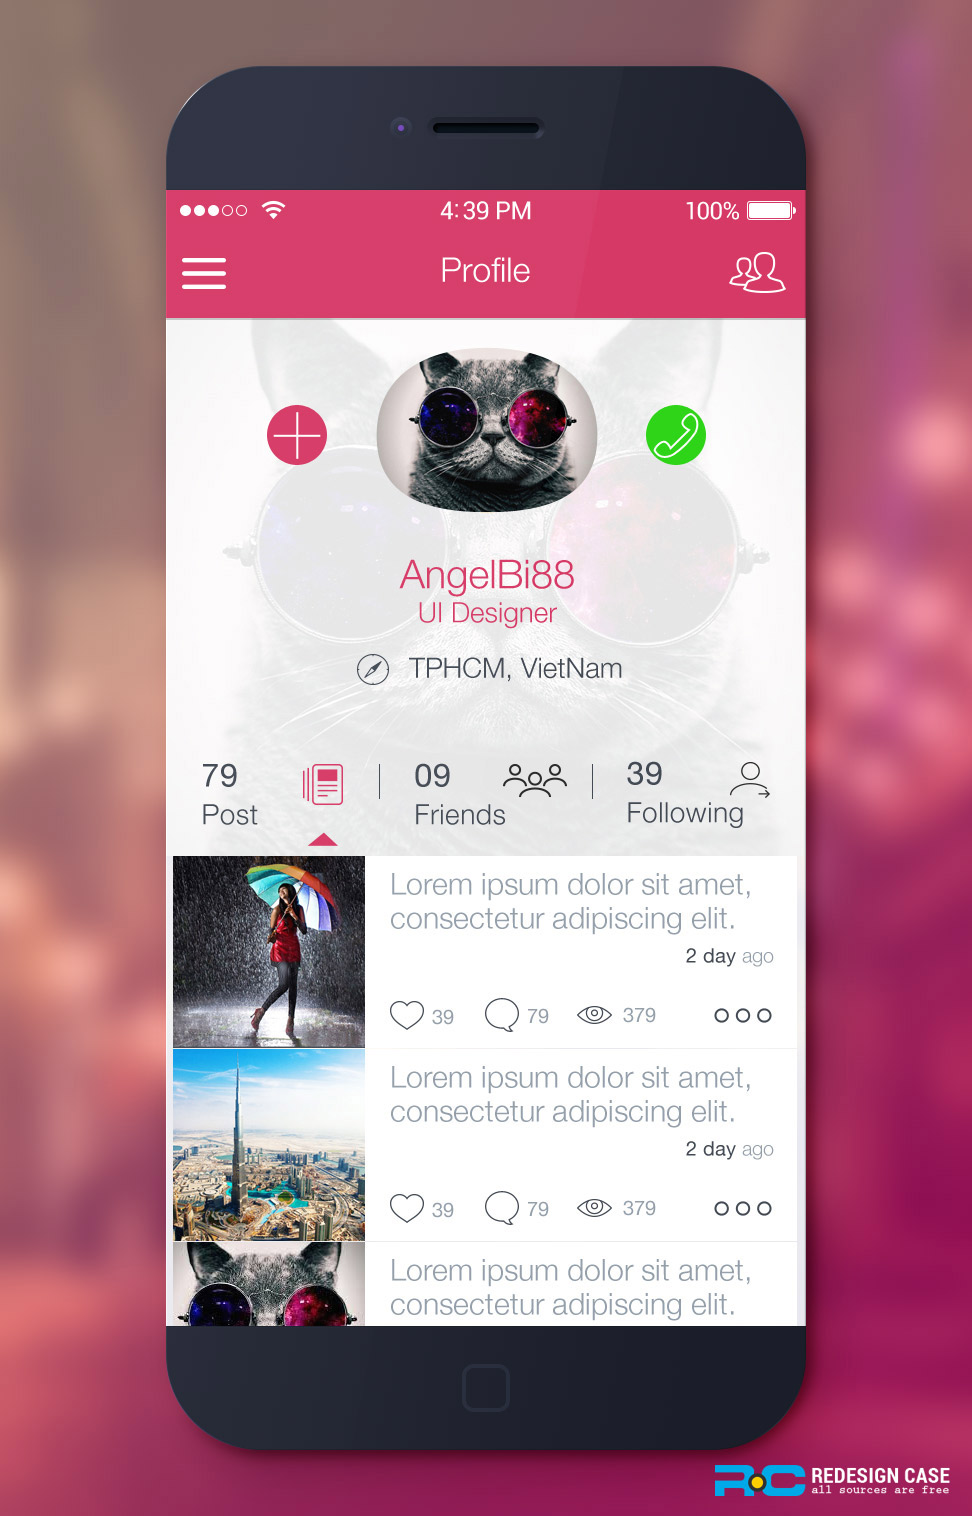 4:39 PM
100%
Profile
AngelBi88
UI Designer
TPHCM, VietNam
79
Post
09
Friends
39
Following
Lorem ipsum dolor sit amet,
consectetur adipiscing elit.
2 day ago
39 79 379
Lorem ipsum dolor sit amet,
consectetur adipiscing elit.
2 day ago
39 79 379
Lorem ipsum dolor sit amet,
consectetur adipiscing elit.
RC REDESIGN CASE
all sources are free